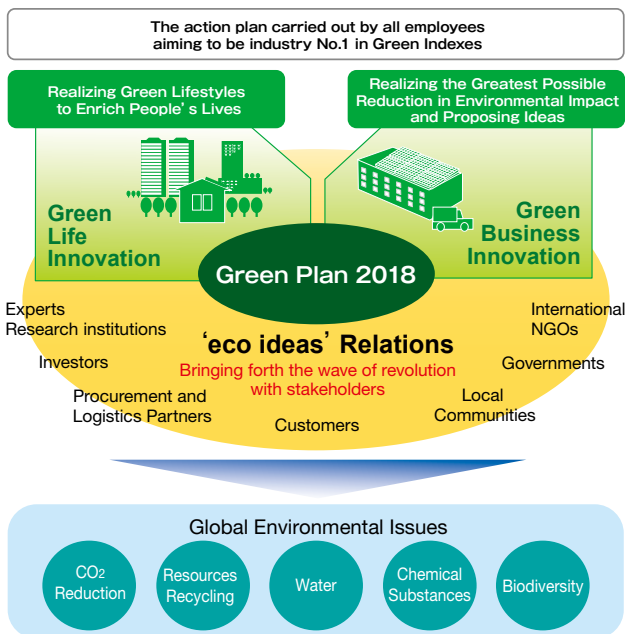 The action plan carried out by all employees
aiming to be industry No.1 in Green Indexes
Realizing Green Lifestyles
to Enrich People's Lives
Realizing the Greatest Possible
Reduction in Environmental Impact
and Proposing Ideas
Green
Life
Innovation
Green
Business
Innovation
Green Plan 2018
'eco ideas' Relations
Bringing forth the wave of revolution
with stakeholders
Experts
Research institutions
Investors
Procurement and
Logistics Partners
Customers
Local
Communities
Governments
International
NGOs
Global Environmental Issues
CO2
Reduction
Resources
Recycling
Water
Chemical
Substances
Biodiversity